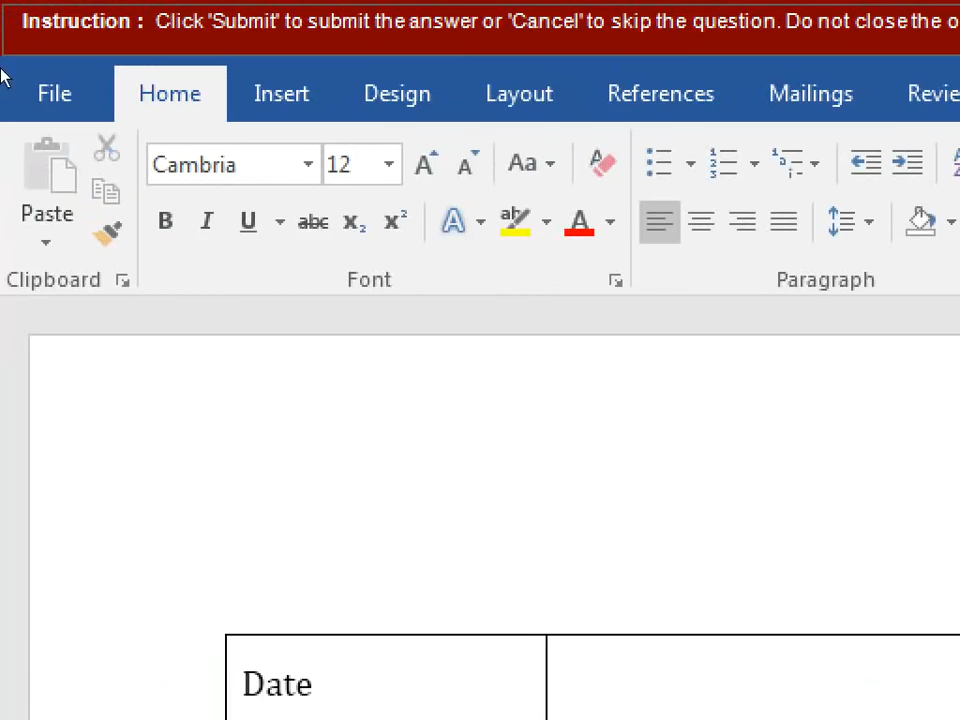 Instruction : Click 'Submit' to submit the answer or 'Cancel' to skip the question. Do not close the o
File Home Insert Design Layout References Mailings Revie
Cambria 12 Aa
Paste B I U abc x₂ x² A ab A
Clipboard Font Paragraph
Date